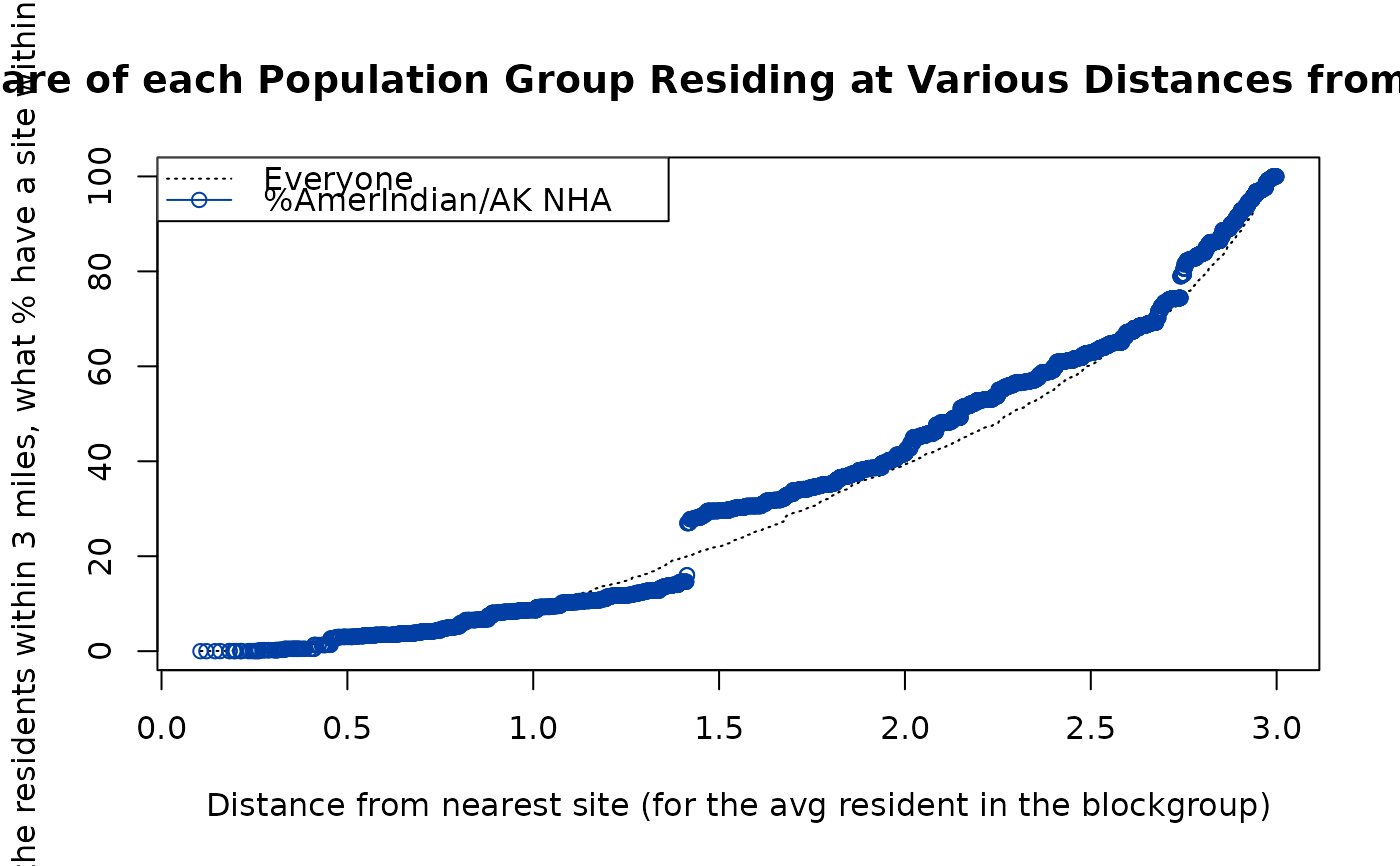 are of each Population Group Residing at Various Distances from
he residents within 3 miles, what % have a site within
100
80
60
40
20
0
Everyone
%AmerIndian/AK NHA
0.0 0.5 1.0 1.5 2.0 2.5 3.0
Distance from nearest site (for the avg resident in the blockgroup)